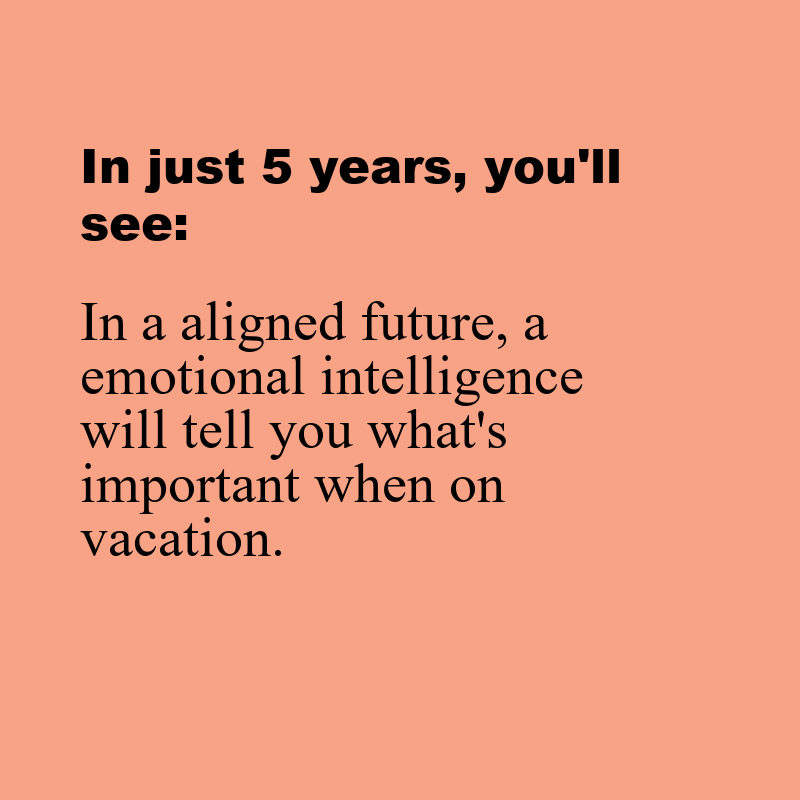 In just 5 years, you'll
see:
In a aligned future, a
emotional intelligence
will tell you what's
important when on
vacation.